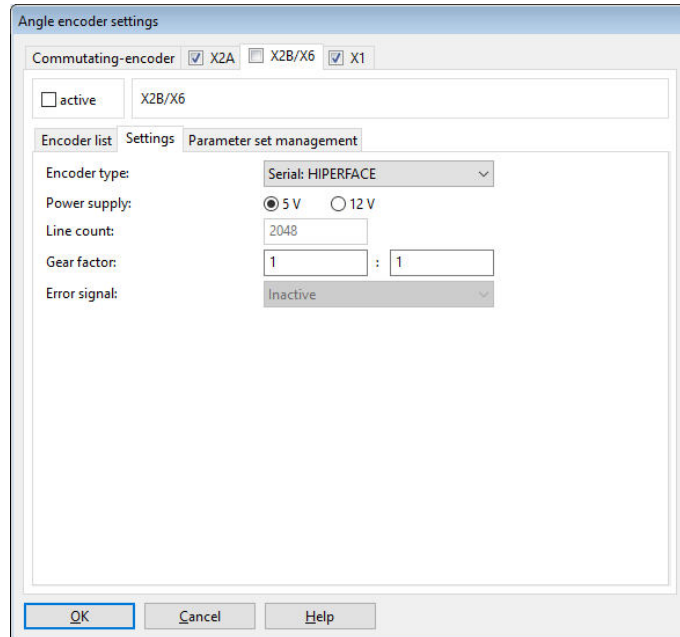 Angle encoder settings
Commutating-encoder X2A X2B/X6 X1
active X2B/X6
Encoder list Settings Parameter set management
Encoder type: Serial: HIPERFACE
Power supply: 5 V 12 V
Line count: 2048
Gear factor: 1 : 1
Error signal: Inactive
OK Cancel Help